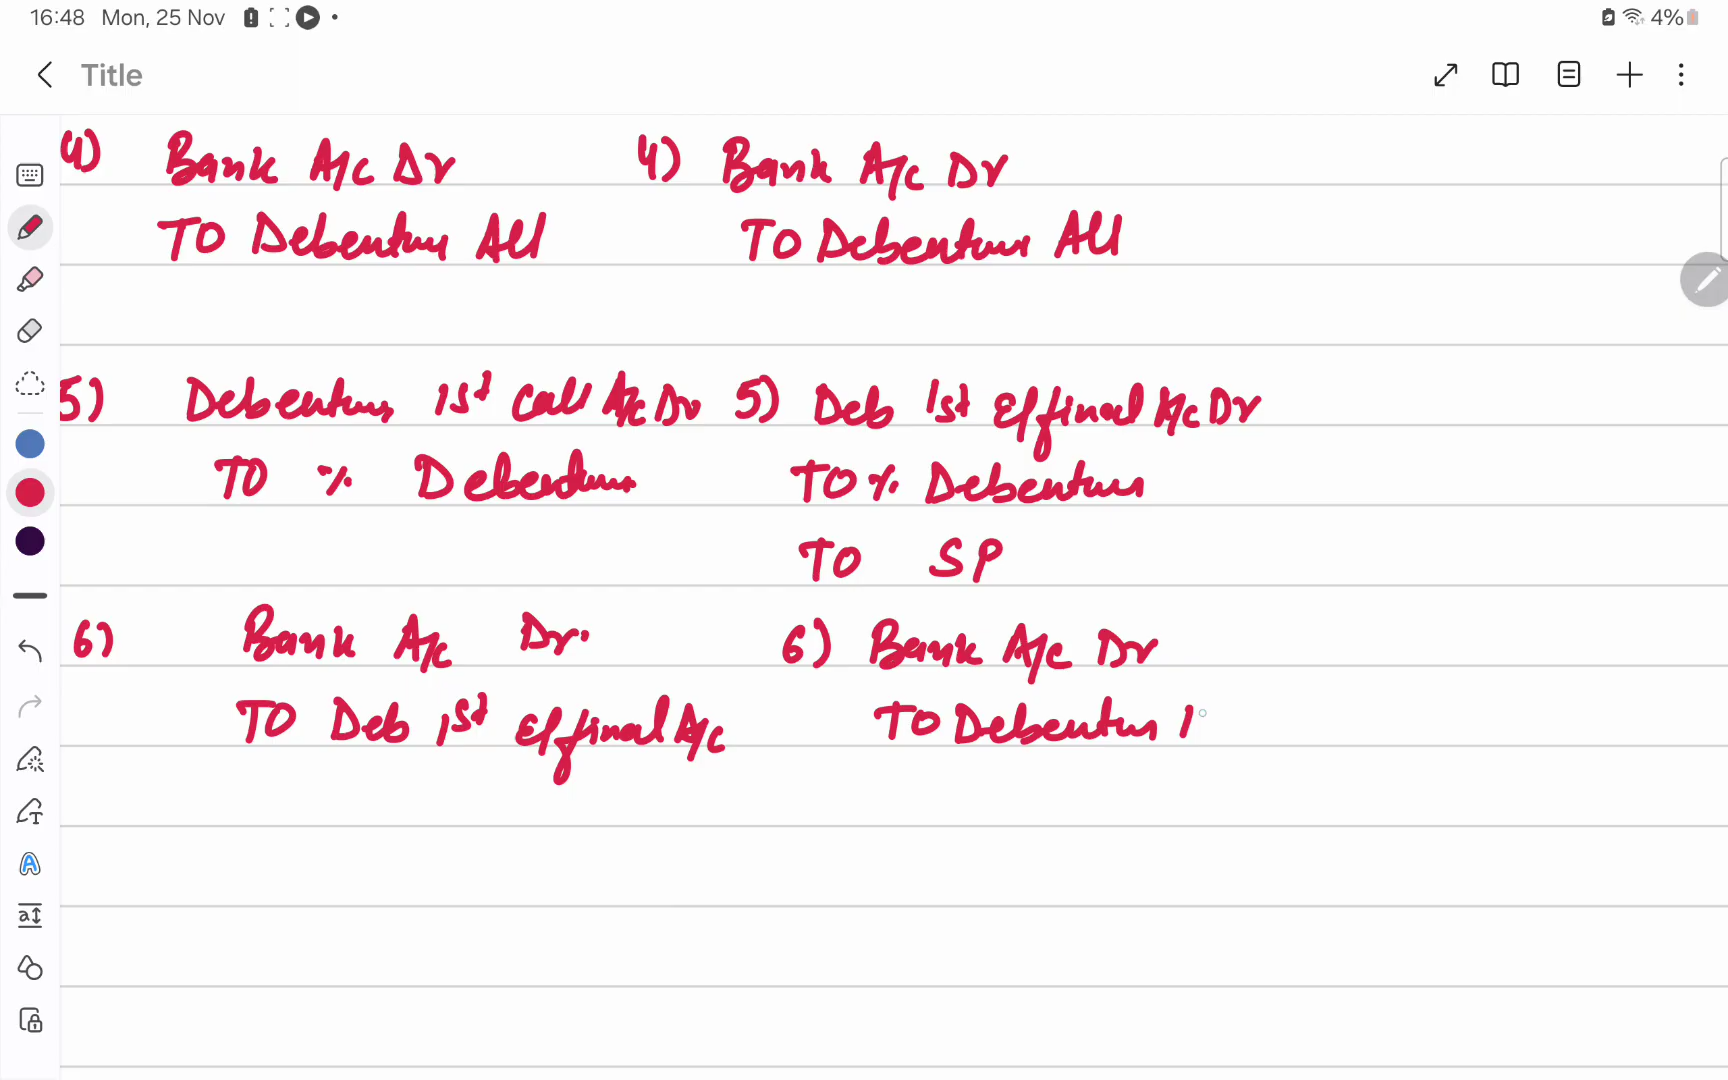 16:48 Mon, 25 Nov 4%
Title
4) Bank A/c Dr 4) Bank A/c Dr
TO Debenture All TO Debenture All
5) Debenture 1st Call A/c Dr 5) Deb 1st & final A/c Dr
TO % Debenture TO % Debenture
TO SP
6) Bank A/c Dr. 6) Bank A/c Dr
TO Deb 1st & final A/c TO Debenture 1